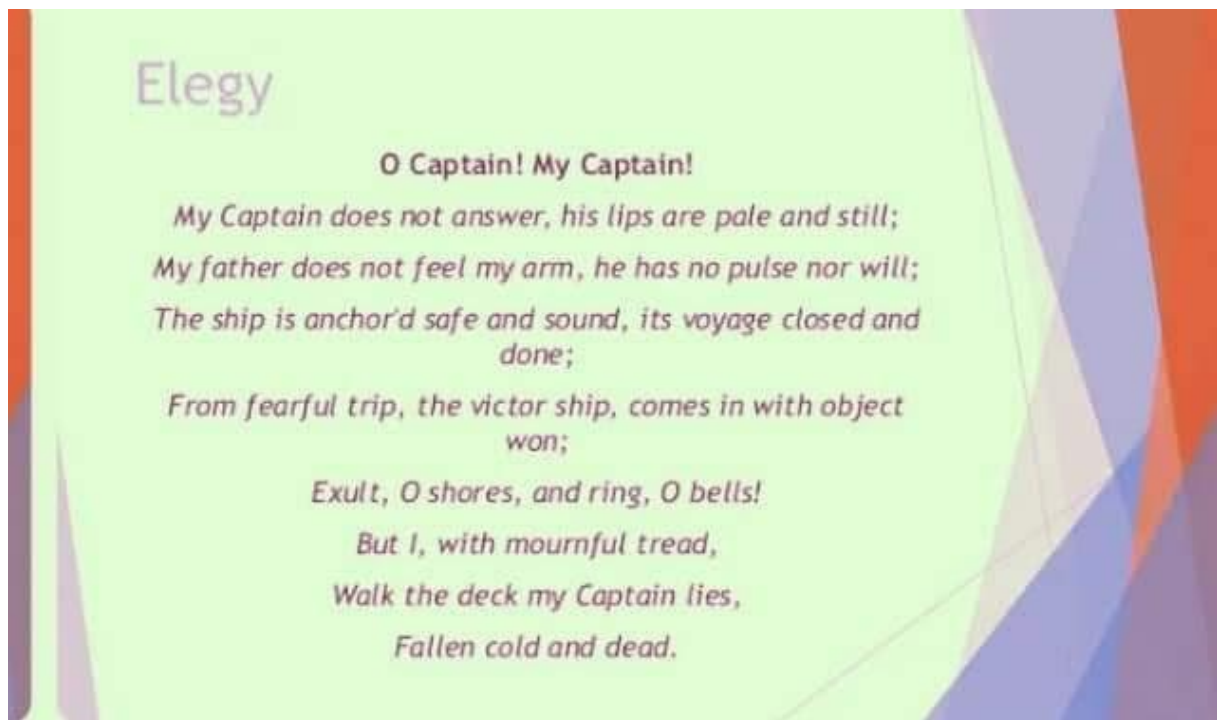 Elegy
O Captain! My Captain!
My Captain does not answer, his lips are pale and still;
My father does not feel my arm, he has no pulse nor will;
The ship is anchor'd safe and sound, its voyage closed and
done;
From fearful trip, the victor ship, comes in with object
won;
Exult, O shores, and ring, O bells!
But I, with mournful tread,
Walk the deck my Captain lies,
Fallen cold and dead.